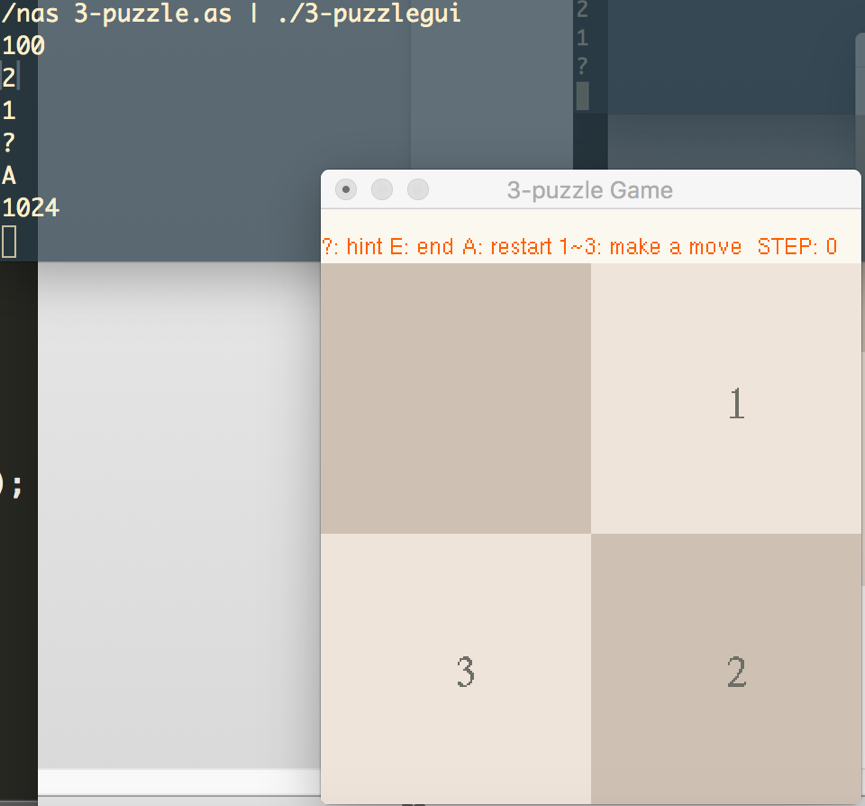 /nas 3-puzzle.as | ./3-puzzlegui
100
2
1
?
A
1024
2
1
?
);
3-puzzle Game
?: hint E: end A: restart 1~3: make a move STEP: 0
1
3 2